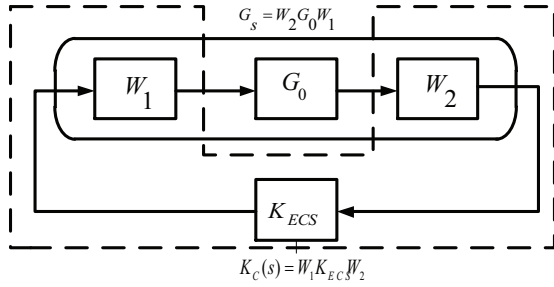 G_s = W_2 G_0 W_1
W_1
G_0
W_2
K_ECS
K_C(s) = W_1 K_ECS W_2